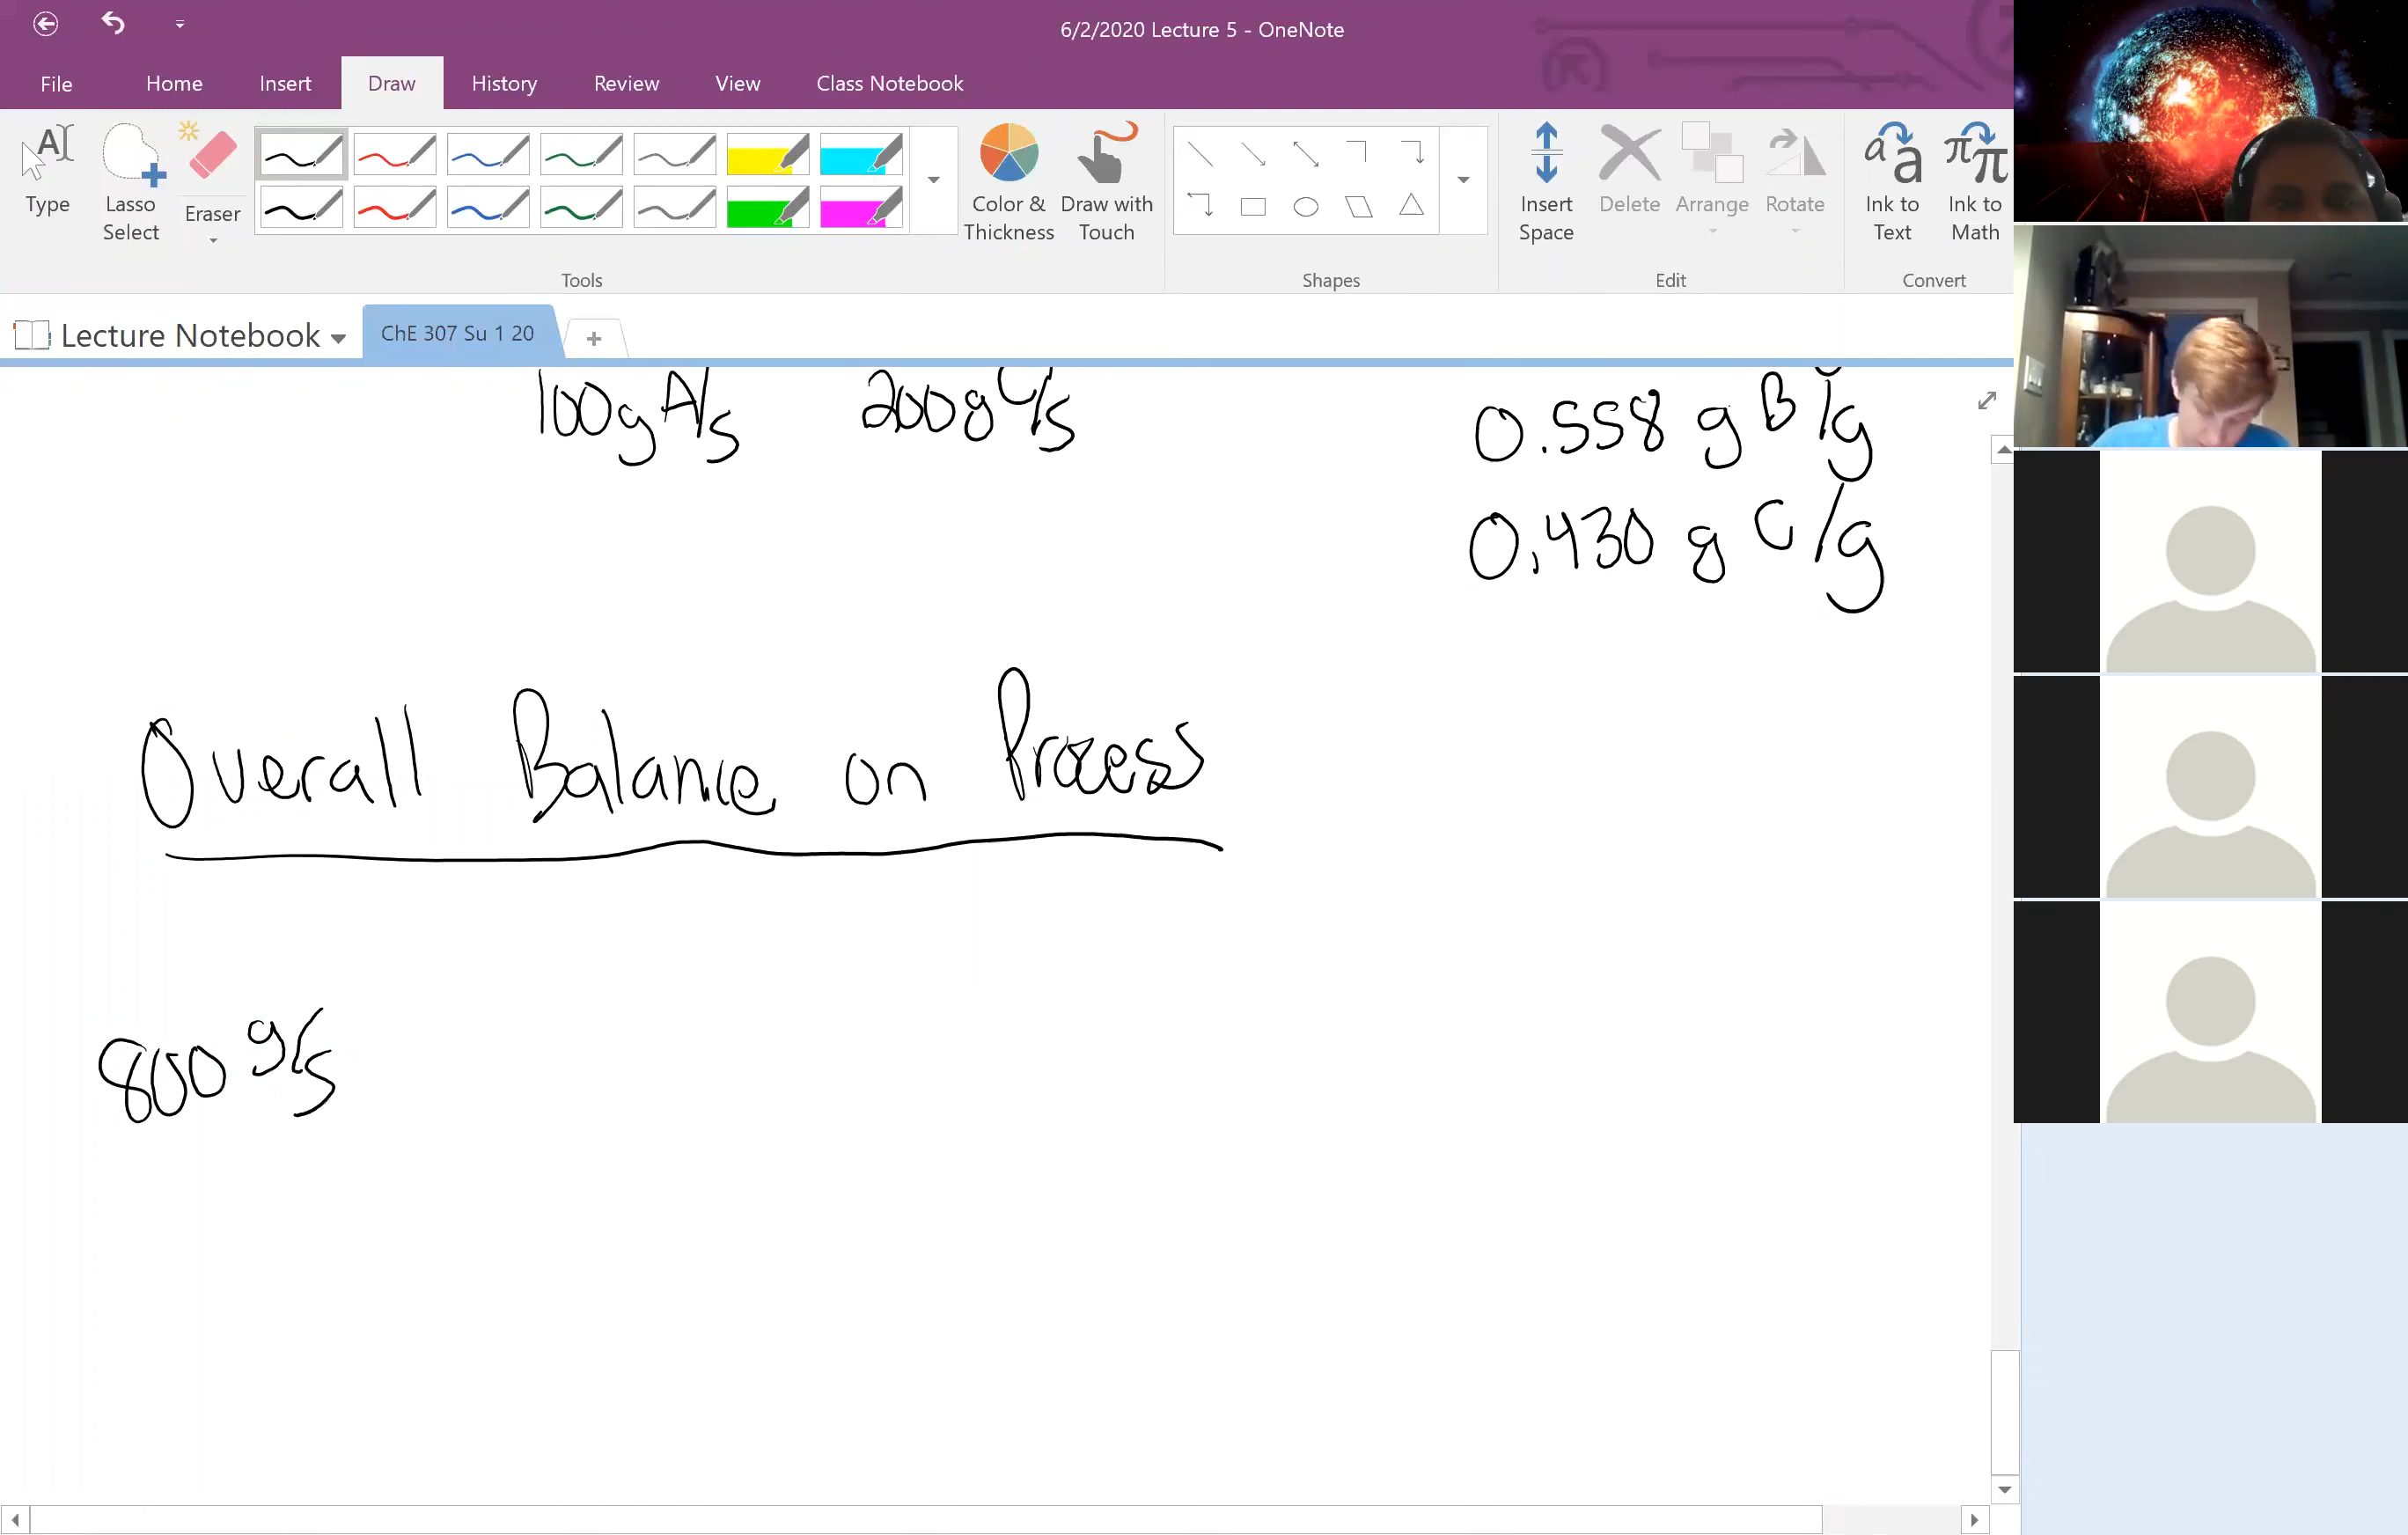 6/2/2020 Lecture 5 - OneNote
File Home Insert Draw History Review View Class Notebook
Type
Lasso Select
Eraser
Color & Thickness
Draw with Touch
Insert Space
Delete
Arrange
Rotate
Ink to Text
Ink to Math
Tools
Shapes
Edit
Convert
Lecture Notebook
ChE 307 Su 1 20
100g A/s 200g C/s
0.558 g B/g
0.430 g C/g
Overall Balance on Process
800 g/s